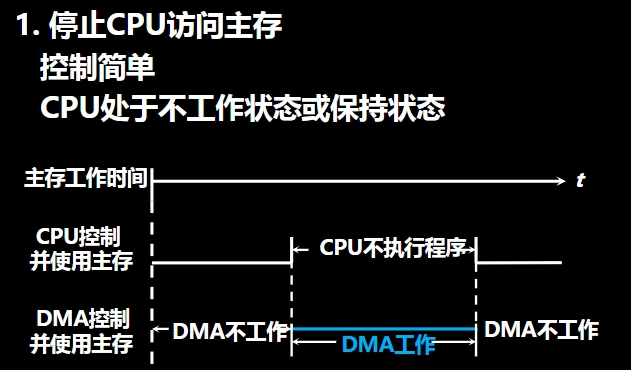 1. 停止CPU访问主存
控制简单
CPU处于不工作状态或保持状态
主存工作时间
t
CPU控制
并使用主存
CPU不执行程序
DMA控制
并使用主存
DMA不工作
DMA工作
DMA不工作